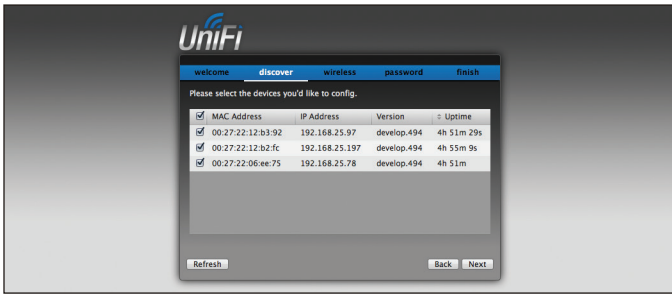 UniFi
welcome discover wireless password finish
Please select the devices you'd like to config.
MAC Address IP Address Version Uptime
00:27:22:12:b3:92 192.168.25.97 develop.494 4h 51m 29s
00:27:22:12:b2:fc 192.168.25.197 develop.494 4h 55m 9s
00:27:22:06:ee:75 192.168.25.78 develop.494 4h 51m
Refresh Back Next